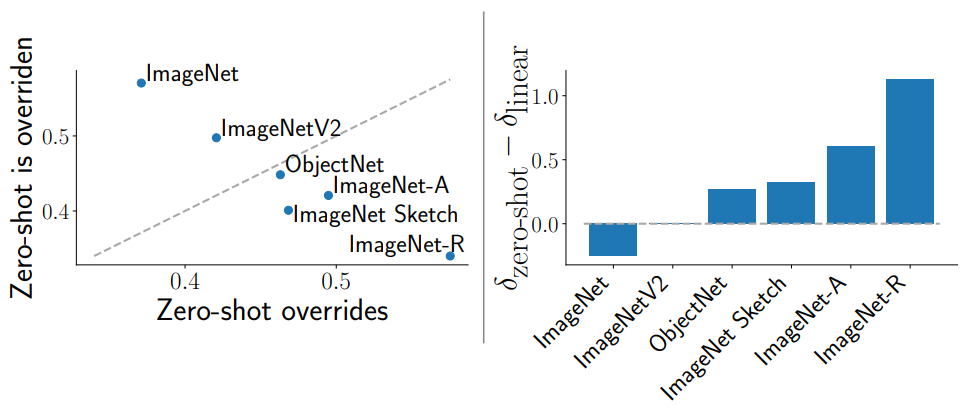 Zero-shot is overriden
0.5
0.4
ImageNet
ImageNetV2
ObjectNet
ImageNet-A
ImageNet Sketch
ImageNet-R
0.4
0.5
Zero-shot overrides
δzero-shot − δlinear
1.0
0.5
0.0
ImageNet
ImageNetV2
ObjectNet
ImageNet Sketch
ImageNet-A
ImageNet-R